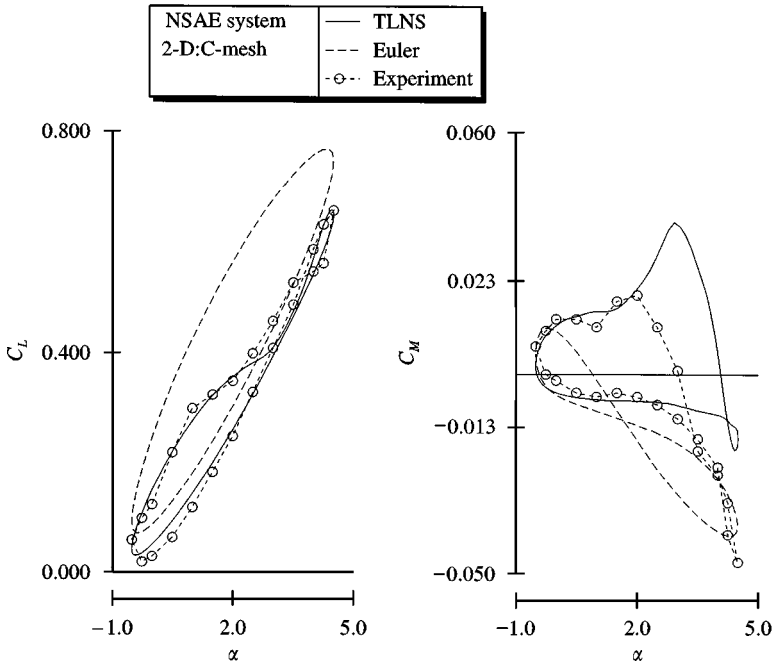 NSAE system
2-D:C-mesh
TLNS
Euler
Experiment
0.800
0.400
0.000
C_L
−1.0 2.0 5.0
α
0.060
0.023
−0.013
−0.050
C_M
−1.0 2.0 5.0
α